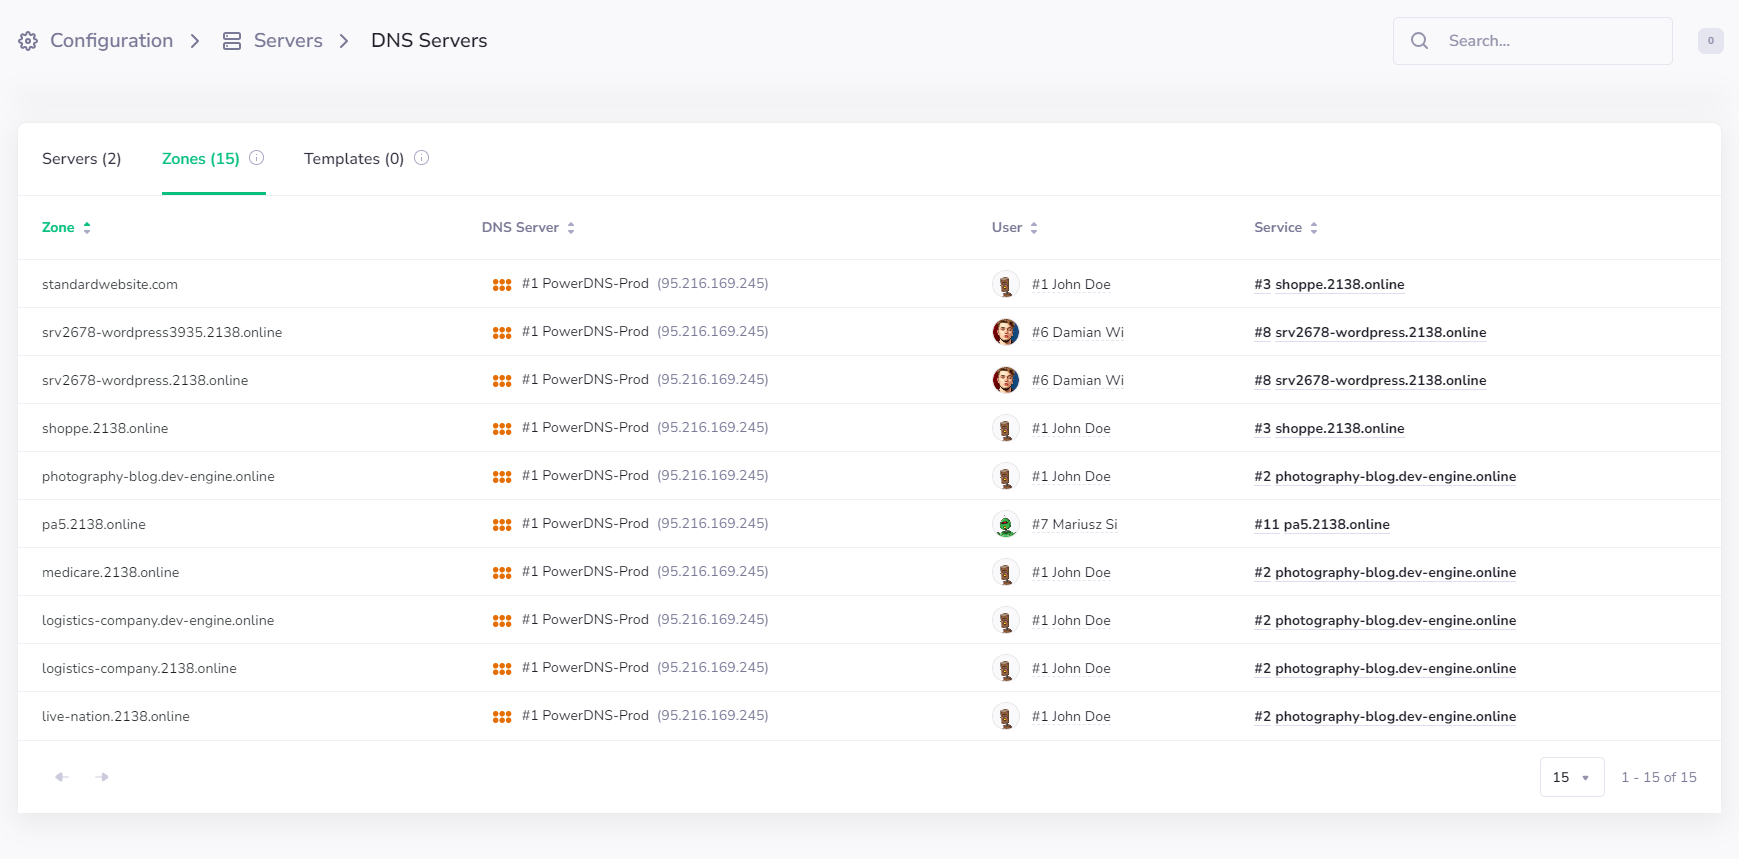 Configuration > Servers > DNS Servers
Search...
0
Servers (2) Zones (15) Templates (0)
Zone DNS Server User Service
standardwebsite.com #1 PowerDNS-Prod (95.216.169.245) #1 John Doe #3 shoppe.2138.online
srv2678-wordpress3935.2138.online #1 PowerDNS-Prod (95.216.169.245) #6 Damian Wi #8 srv2678-wordpress.2138.online
srv2678-wordpress.2138.online #1 PowerDNS-Prod (95.216.169.245) #6 Damian Wi #8 srv2678-wordpress.2138.online
shoppe.2138.online #1 PowerDNS-Prod (95.216.169.245) #1 John Doe #3 shoppe.2138.online
photography-blog.dev-engine.online #1 PowerDNS-Prod (95.216.169.245) #1 John Doe #2 photography-blog.dev-engine.online
pa5.2138.online #1 PowerDNS-Prod (95.216.169.245) #7 Mariusz Si #11 pa5.2138.online
medicare.2138.online #1 PowerDNS-Prod (95.216.169.245) #1 John Doe #2 photography-blog.dev-engine.online
logistics-company.dev-engine.online #1 PowerDNS-Prod (95.216.169.245) #1 John Doe #2 photography-blog.dev-engine.online
logistics-company.2138.online #1 PowerDNS-Prod (95.216.169.245) #1 John Doe #2 photography-blog.dev-engine.online
live-nation.2138.online #1 PowerDNS-Prod (95.216.169.245) #1 John Doe #2 photography-blog.dev-engine.online
15 1 - 15 of 15